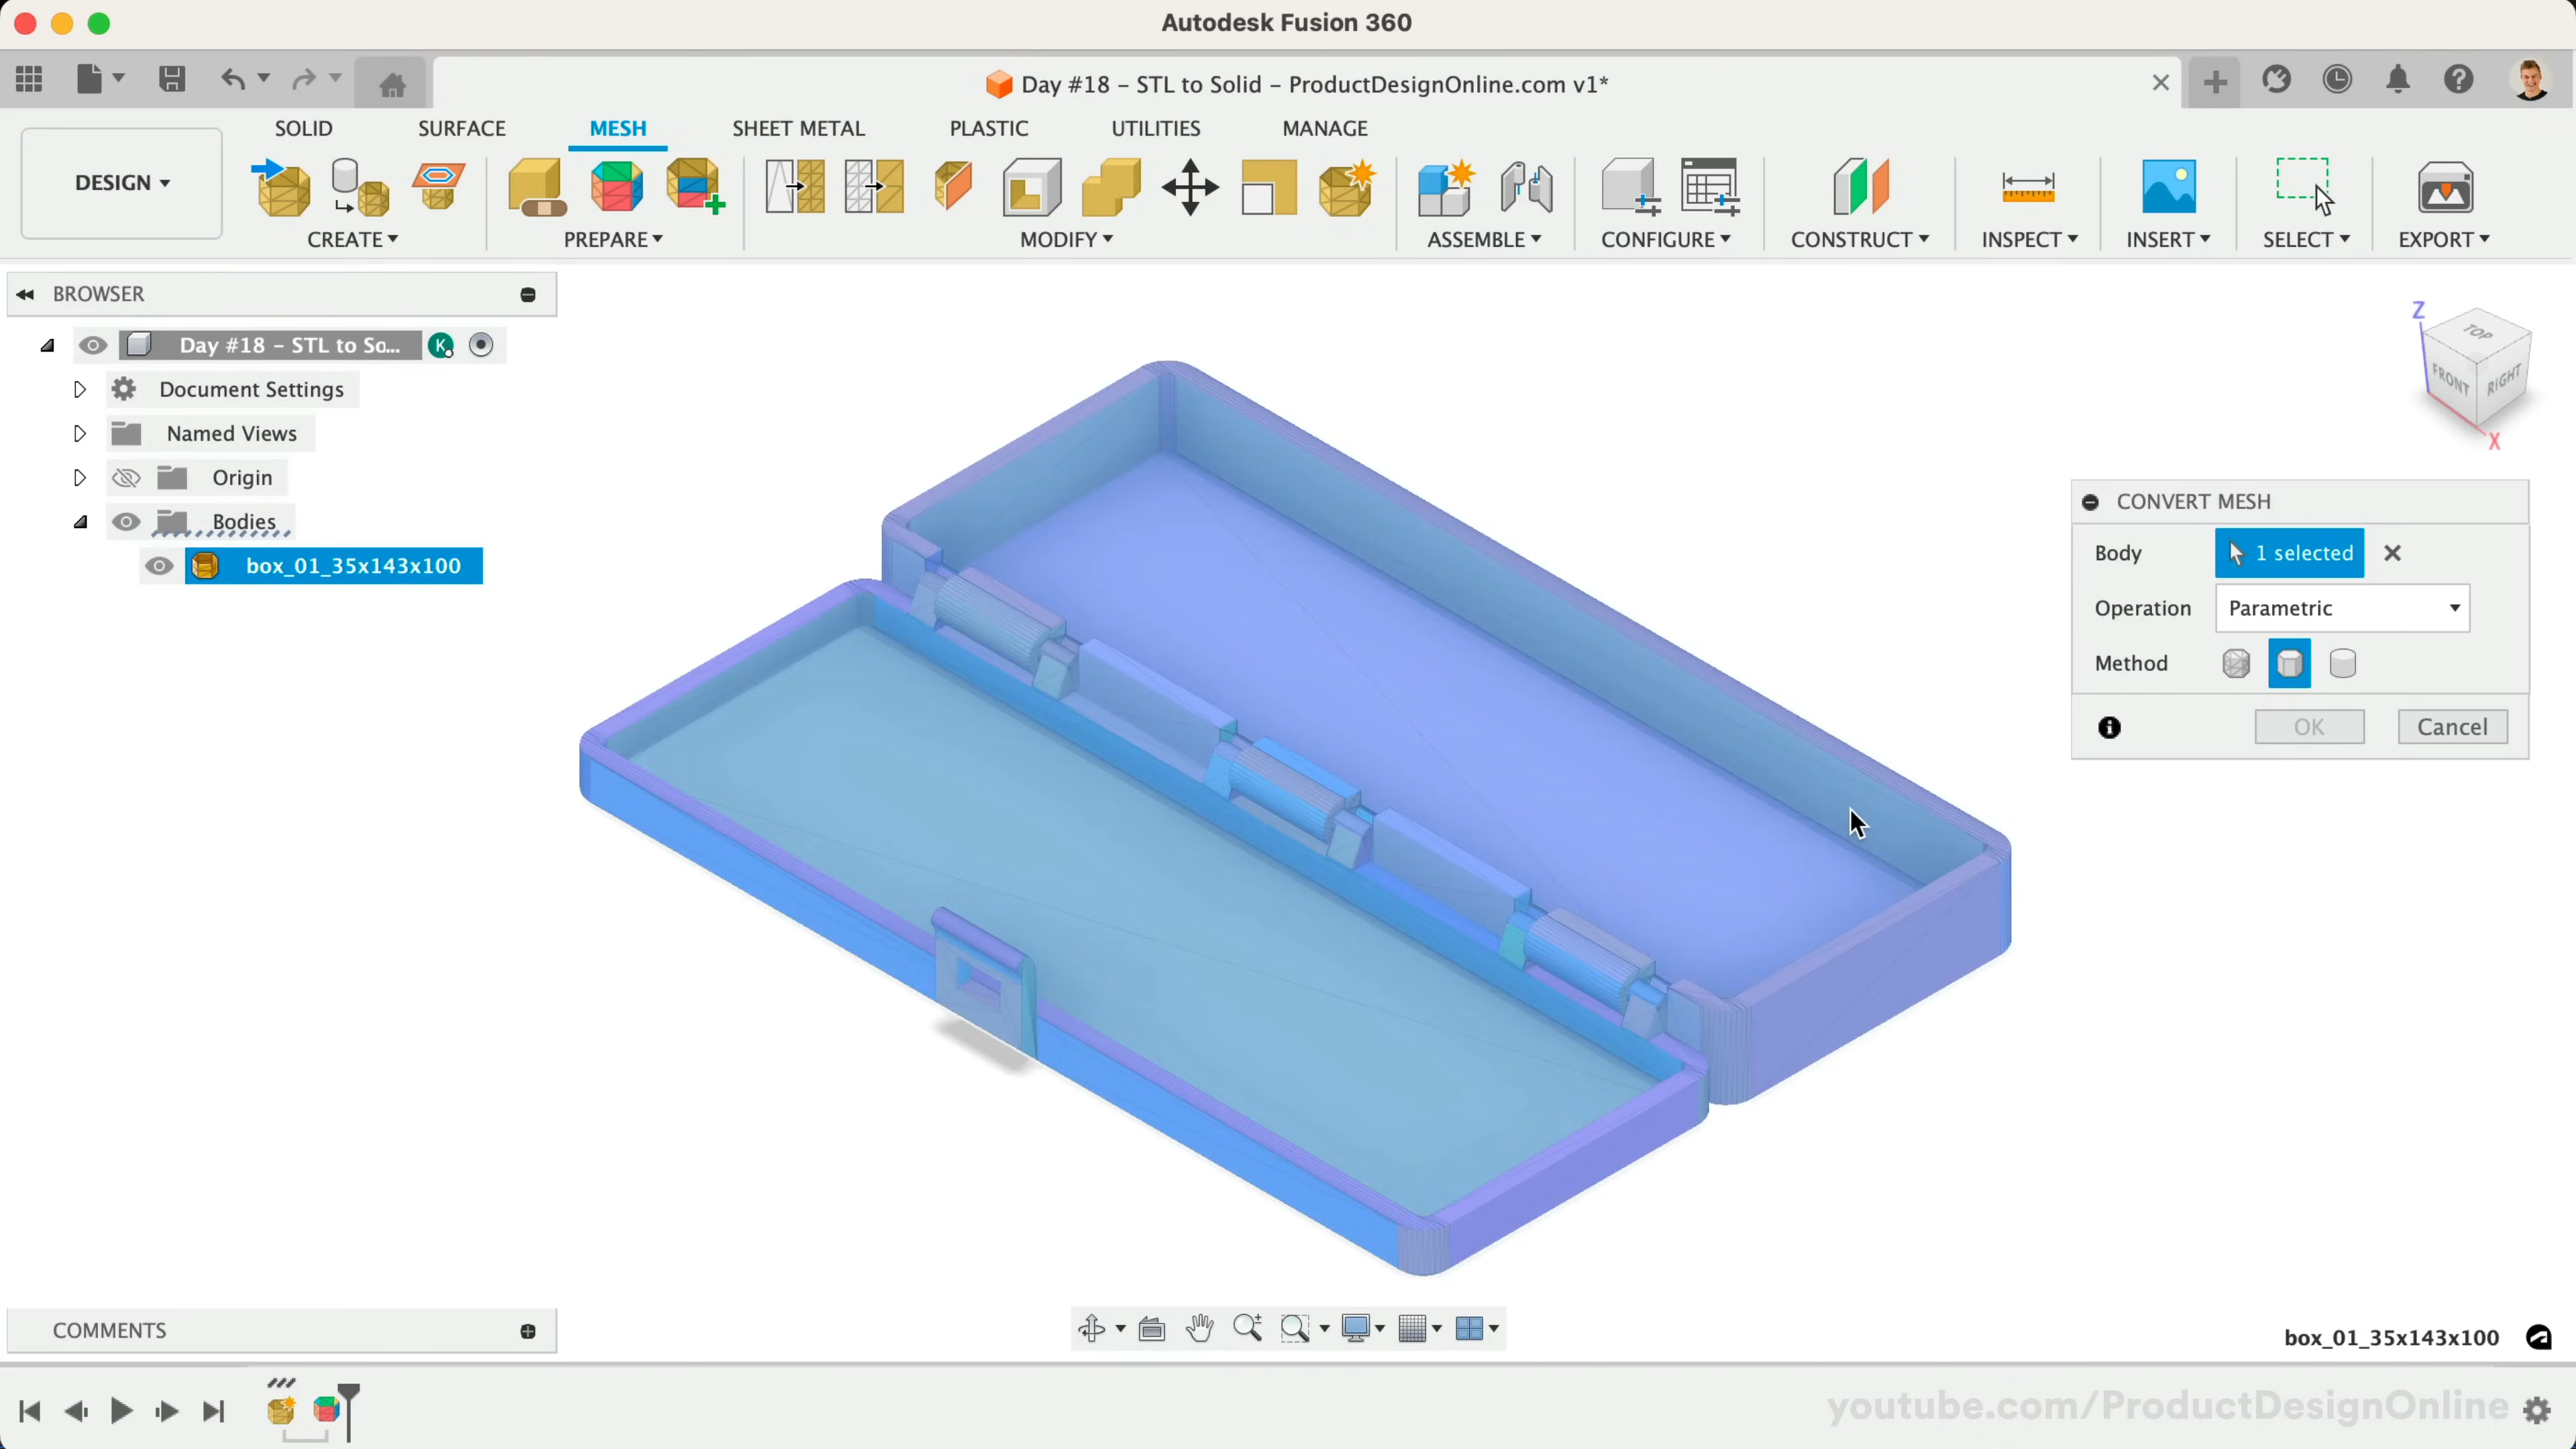 Autodesk Fusion 360
Day #18 – STL to Solid – ProductDesignOnline.com v1*
SOLID SURFACE MESH SHEET METAL PLASTIC UTILITIES MANAGE
DESIGN
CREATE PREPARE MODIFY ASSEMBLE CONFIGURE CONSTRUCT INSPECT INSERT SELECT EXPORT
BROWSER
Day #18 – STL to So... K
Document Settings
Named Views
Origin
Bodies
box_01_35x143x100
Z
TOP
FRONT RIGHT
X
CONVERT MESH
Body 1 selected
Operation Parametric
Method
OK Cancel
COMMENTS
box_01_35x143x100
youtube.com/ProductDesignOnline